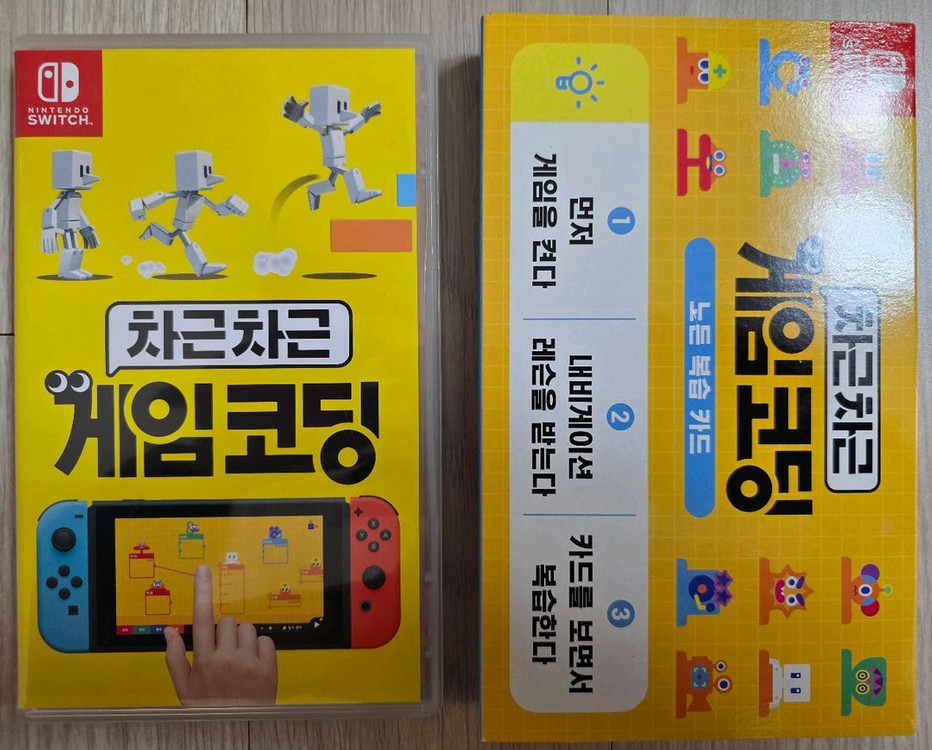 NINTENDO
SWITCH™
차근차근
게임 코딩
차근차근
게임 코딩
노돈 복습 카드
1
먼저
게임을 켠다
2
내비게이션
레슨을 받는다
3
카드를 보면서
복습한다